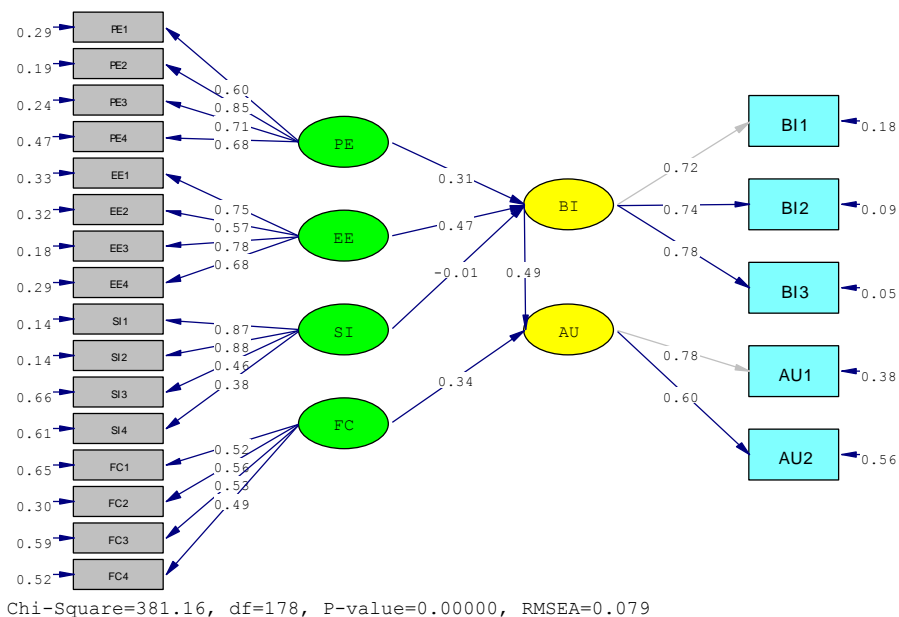 0.29 PE1
0.19 PE2
0.24 PE3
0.47 PE4
0.33 EE1
0.32 EE2
0.18 EE3
0.29 EE4
0.14 SI1
0.14 SI2
0.66 SI3
0.61 SI4
0.65 FC1
0.30 FC2
0.59 FC3
0.52 FC4
0.60
0.85
0.71
0.68
0.75
0.57
0.78
0.68
0.87
0.88
0.46
0.38
0.52
0.56
0.53
0.49
PE
EE
SI
FC
0.31
0.47
-0.01
0.49
0.34
BI
AU
0.72
0.74
0.78
0.78
0.60
BI1 0.18
BI2 0.09
BI3 0.05
AU1 0.38
AU2 0.56
Chi-Square=381.16, df=178, P-value=0.00000, RMSEA=0.079